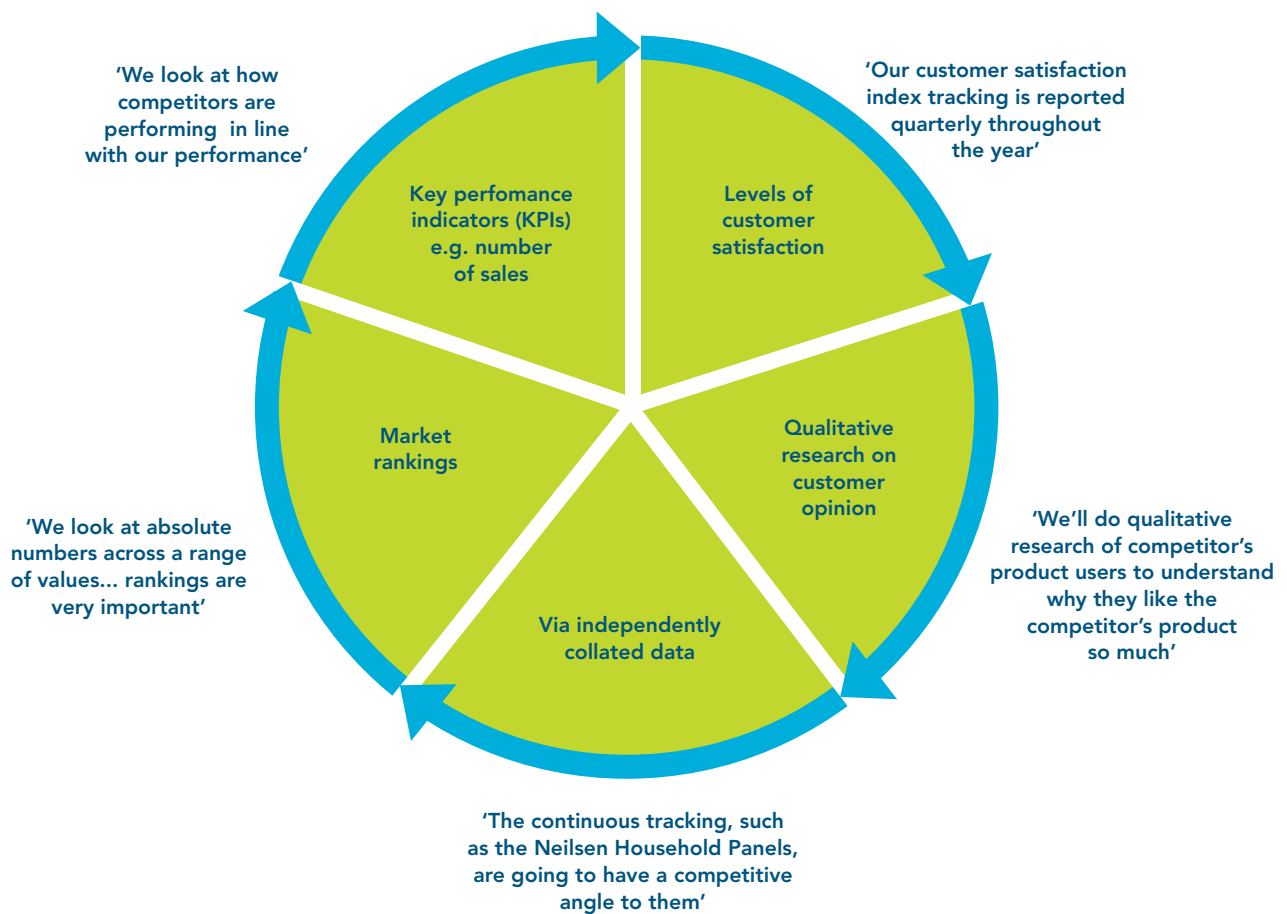 ‘We look at how
competitors are
performing  in line
with our performance’
‘Our customer satisfaction
index tracking is reported
quarterly throughout
the year’
Key perfomance
indicators (KPIs)
e.g. number
of sales
Levels of
customer
satisfaction
Market
rankings
Qualitative
research on
customer
opinion
‘We look at absolute
numbers across a range
of values... rankings are
very important’
‘We’ll do qualitative
research of competitor’s
product users to understand
why they like the
competitor’s product
so much’
Via independently
collated data
‘The continuous tracking, such
as the Neilsen Household Panels,
are going to have a competitive
angle to them’